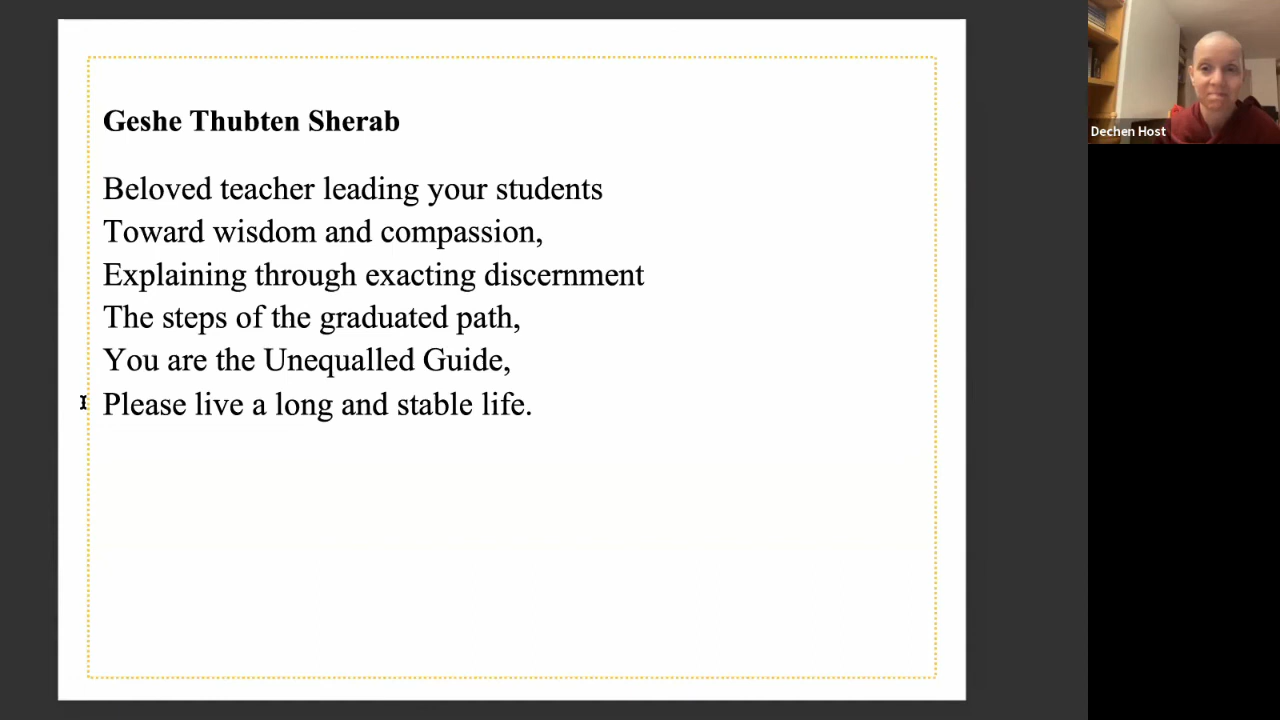 Geshe Thubten Sherab
Beloved teacher leading your students
Toward wisdom and compassion,
Explaining through exacting discernment
The steps of the graduated path,
You are the Unequalled Guide,
Please live a long and stable life.
Dechen Host